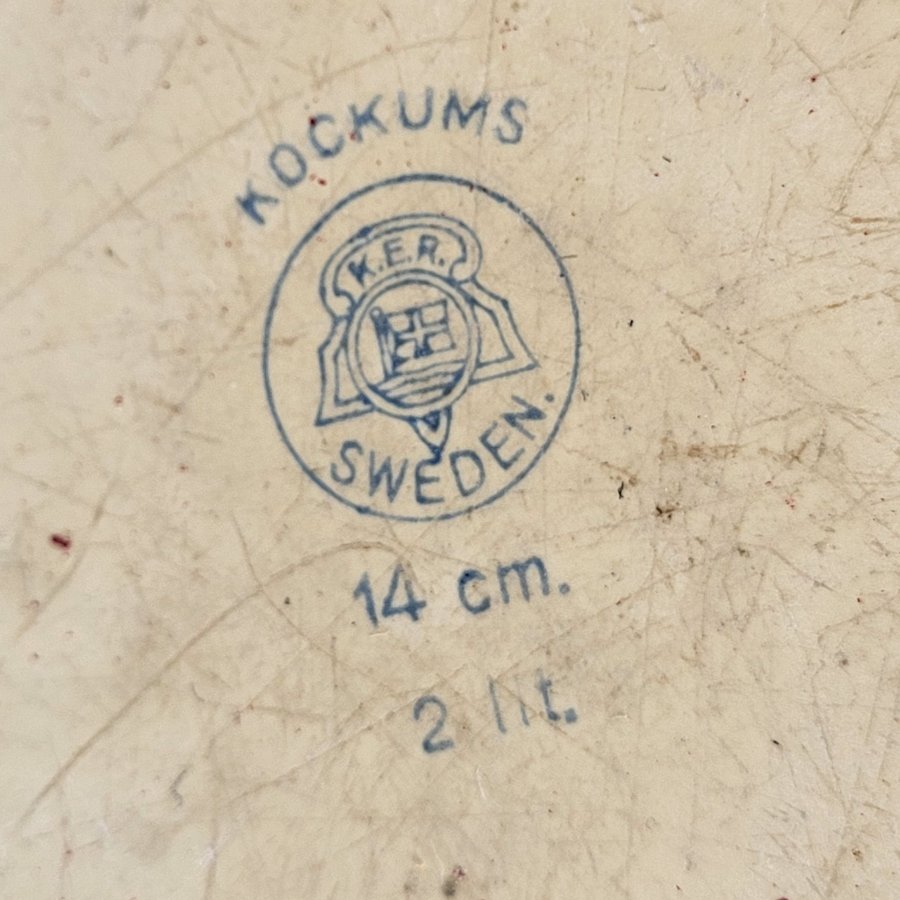 KOCKUMS
K.E.R.
SWEDEN.
14 cm.
2 lit.